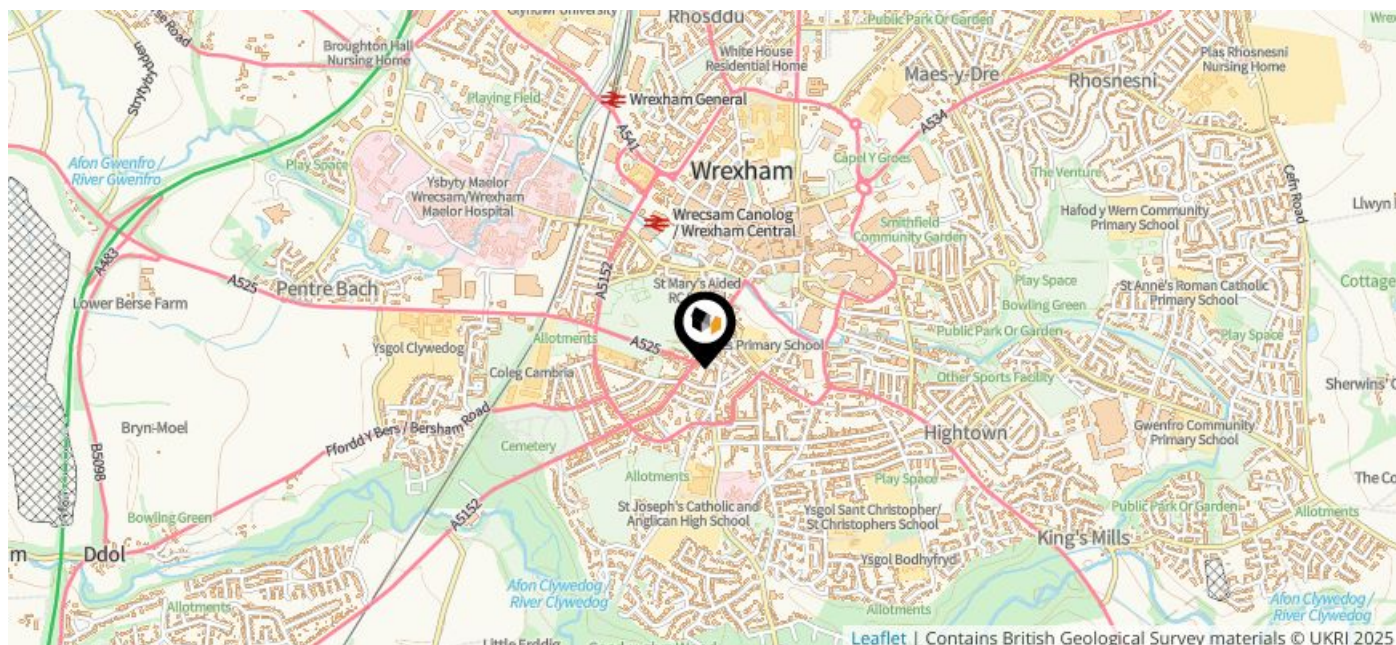 Rhosddu
Public Park Or Garden
Broughton Hall
Nursing Home
White House
Residential Home
Maes-y-Dre
Rhosnesni
Plas Rhosnesni
Nursing Home
Playing Field
Wrexham General
A541
A534
Afon Gwenfro /
River Gwenfro
Play Space
Ysbyty Maelor
Wrecsam/Wrexham
Maelor Hospital
Wrexham
Capel Y Groes
The Venture
Cefn Road
Wrecsam Canolog
/ Wrexham Central
Smithfield
Community Garden
Hafod y Wern Community
Primary School
A483
A525
Pentre Bach
A5152
St Mary's Aided
Play Space
Bowling Green
St Anne's Roman Catholic
Primary School
Cottage
Lower Berse Farm
Ysgol Clywedog
Allotments
A525
Primary School
Public Park Or Garden
Play Space
Coleg Cambria
Other Sports Facility
Bryn-Moel
B5098
Ffordd Y Bers / Bersham Road
Cemetery
Hightown
Gwenfro Community
Primary School
Allotments
Play Space
Bowling Green
A5152
St Joseph's Catholic and
Anglican High School
Ysgol Sant Christopher/
St Christophers School
Public Park Or Garden
Allotments
Ddol
King's Mills
Ysgol Bodhyfryd
Allotments
Afon Clywedog /
River Clywedog
Allotments
Afon Clywedog /
River Clywedog
Leaflet | Contains British Geological Survey materials © UKRI 2025